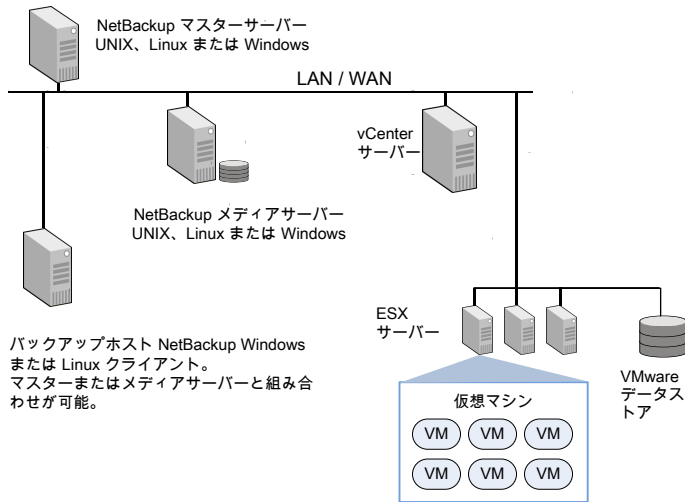 NetBackup マスターサーバー
UNIX、Linux または Windows
LAN / WAN
vCenter
サーバー
NetBackup メディアサーバー
UNIX、Linux または Windows
バックアップホスト NetBackup Windows
または Linux クライアント。
マスターまたはメディアサーバーと組み合
わせが可能。
ESX
サーバー
VMware
データス
トア
仮想マシン
VM VM VM
VM VM VM